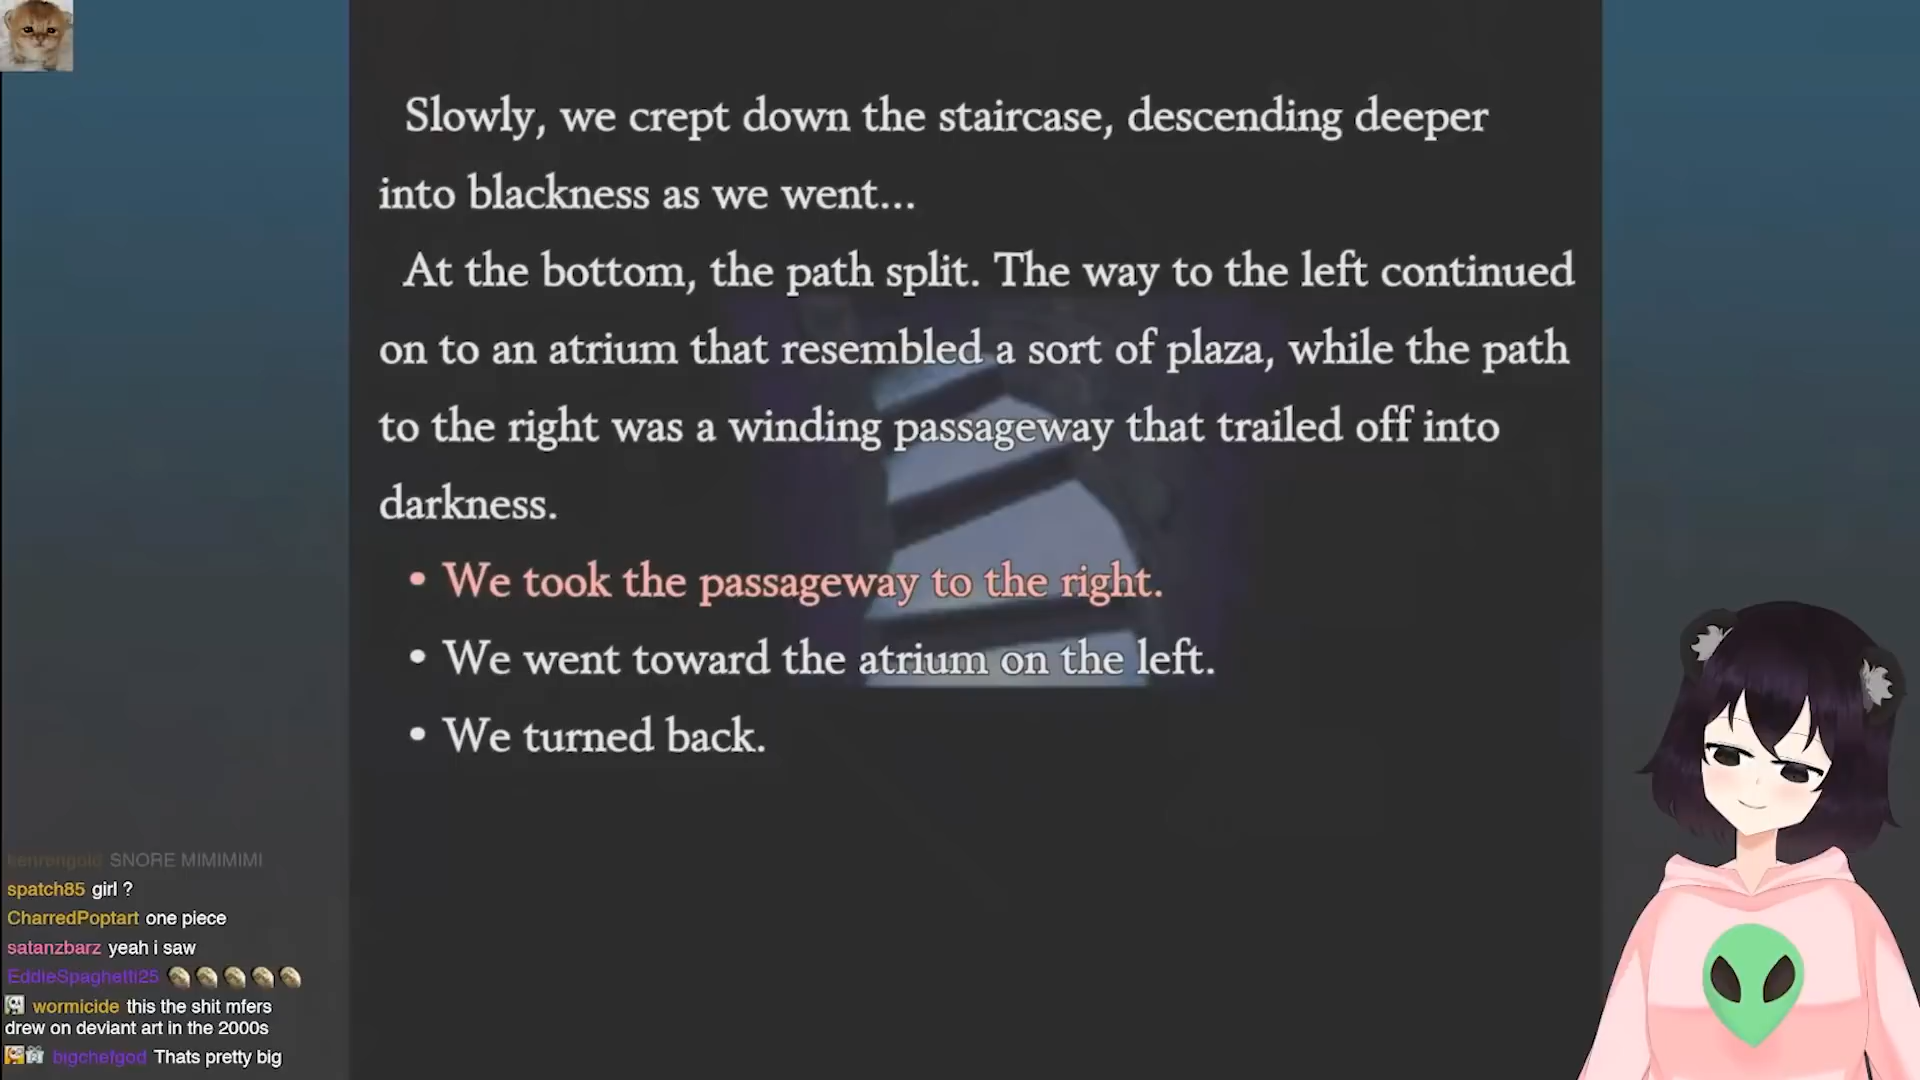 Slowly, we crept down the staircase, descending deeper
into blackness as we went...
At the bottom, the path split. The way to the left continued
on to an atrium that resembled a sort of plaza, while the path
to the right was a winding passageway that trailed off into
darkness.
• We took the passageway to the right.
• We went toward the atrium on the left.
• We turned back.
kenrengold SNORE MIMIMIMI
spatch85 girl ?
CharredPoptart one piece
satanzbarz yeah i saw
EddieSpaghetti25
wormicide this the shit mfers
drew on deviant art in the 2000s
bigchefgod Thats pretty big